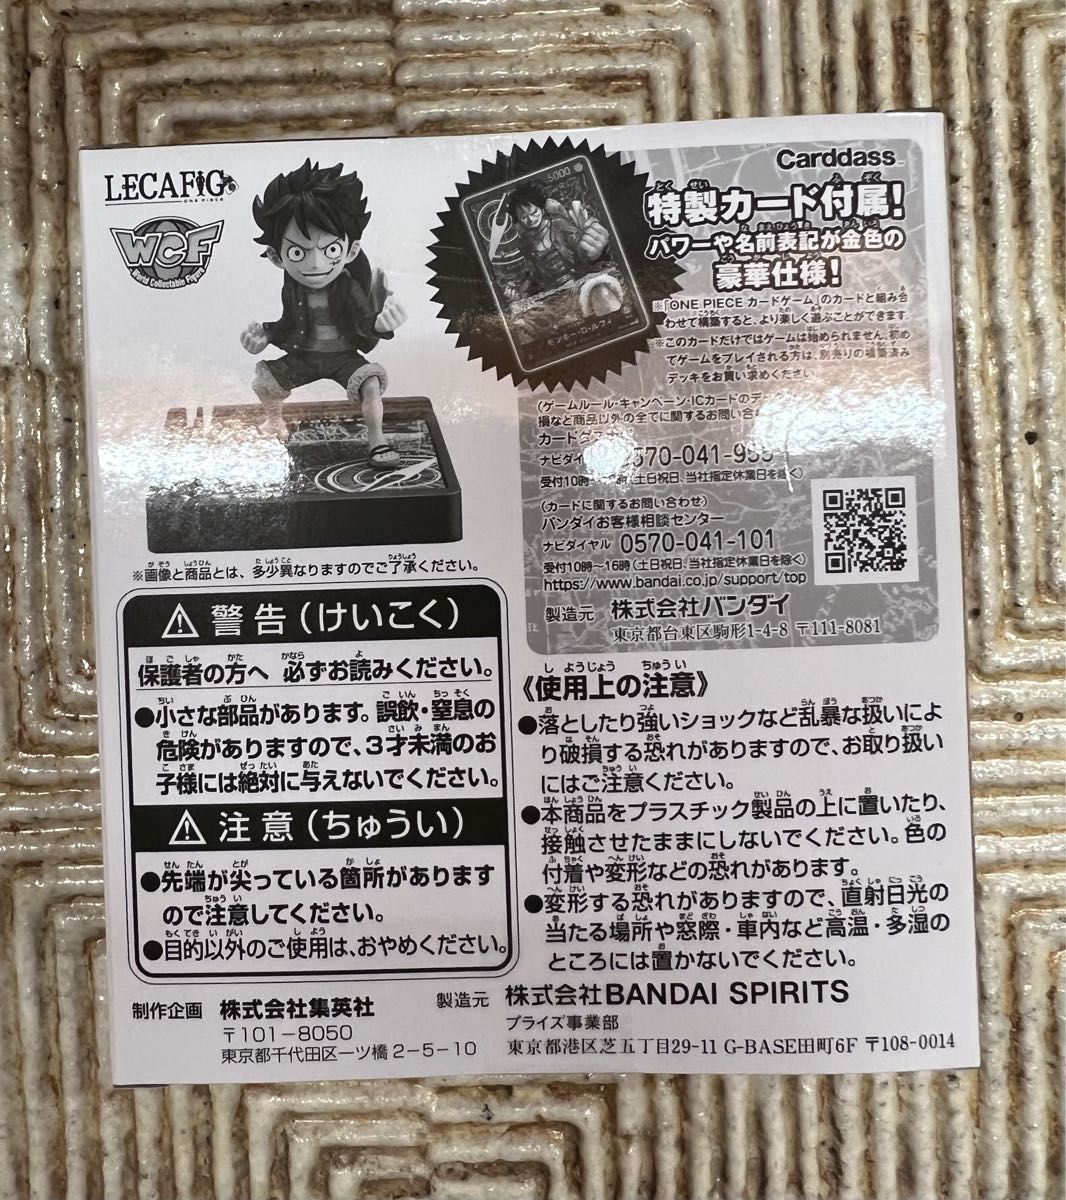 LECAFIG
ONE PIECE
WCF
World Collectable Figure
※画像と商品とは、多少異なりますのでご了承ください。
5000
モンキー・D・ルフィ
Carddass
特製カード付属!
パワーや名前表記が金色の
豪華仕様!
※「ONE PIECE カードゲーム」のカードと組み合
わせて構築すると、より楽しく遊ぶことができます
※このカードだけではゲームは始められません。初め
てゲームをプレイされる方は、別売りの構築済み
デッキをお買い求めください。
(ゲームルール・キャンペーン・ICカードのデ
損など商品以外の全てに関するお問い合
カードダス
ナビダイ 0570-041-9
受付10時 (土日祝日、当社指定休業日を除く)
(カードに関するお問い合わせ)
バンダイお客様相談センター
ナビダイヤル 0570-041-101
受付10時〜16時(土日祝日、当社指定休業日を除く)
https://www.bandai.co.jp/support/top
製造元 株式会社バンダイ
東京都台東区駒形1-4-8 〒111-8081
⚠ 警告(けいこく)
保護者の方へ 必ずお読みください。
●小さな部品があります。誤飲・窒息の
危険がありますので、3才未満のお
子様には絶対に与えないでください。
⚠ 注意(ちゅうい)
●先端が尖っている箇所があります
ので注意してください。
●目的以外のご使用は、おやめください。
《使用上の注意》
●落としたり強いショックなど乱暴な扱いによ
り破損する恐れがありますので、お取り扱い
にはご注意ください。
●本商品をプラスチック製品の上に置いたり、
接触させたままにしないでください。色の
付着や変形などの恐れがあります。
●変形する恐れがありますので、直射日光の
当たる場所や窓際・車内など高温・多湿の
ところには置かないでください。
制作企画 株式会社集英社
〒101-8050
東京都千代田区一ツ橋2-5-10
製造元 株式会社BANDAI SPIRITS
プライズ事業部
東京都港区芝五丁目29-11 G-BASE田町6F 〒108-0014